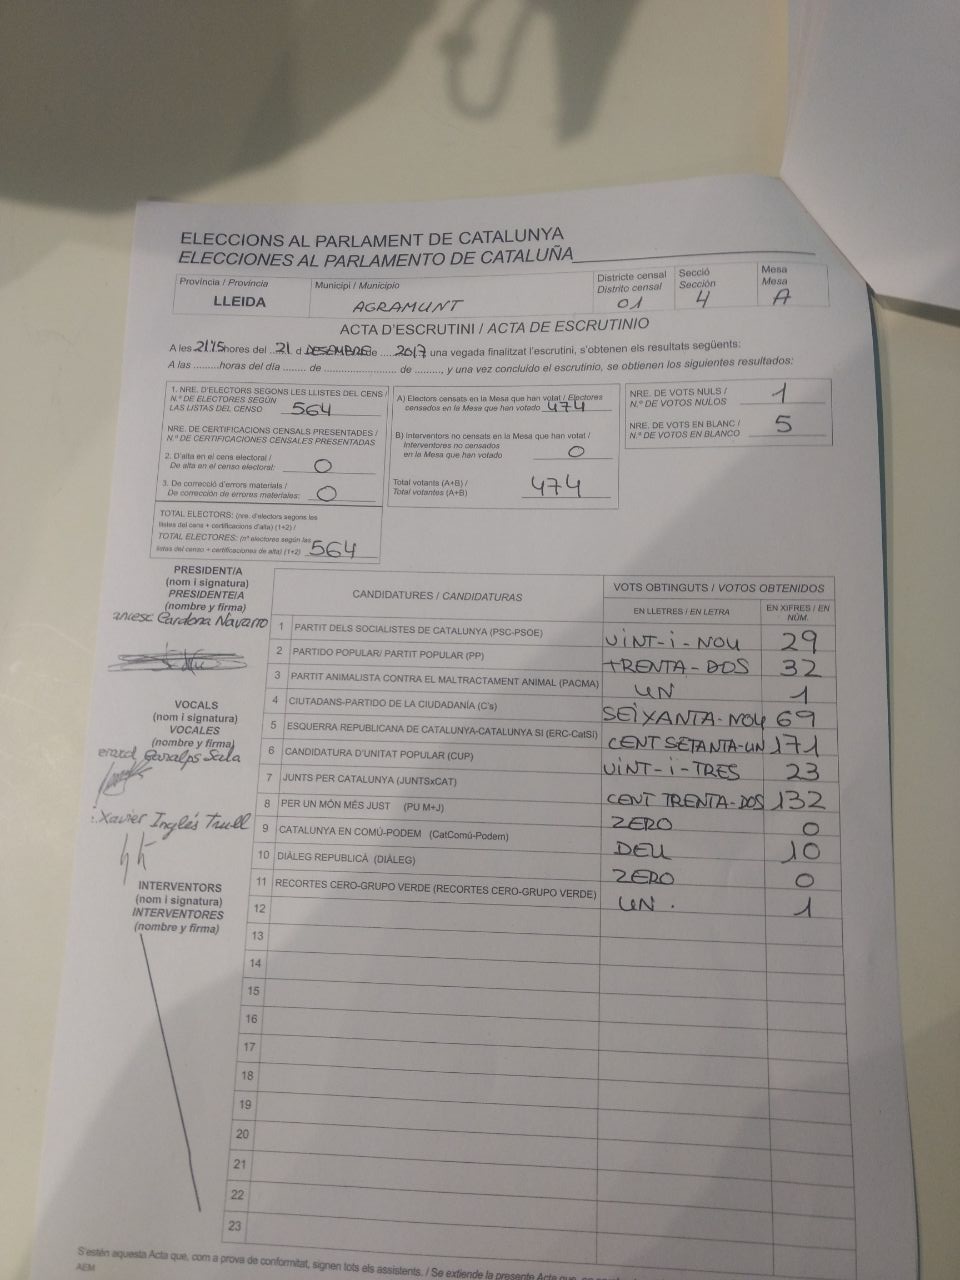 ELECCIONS AL PARLAMENT DE CATALUNYA
ELECCIONES AL PARLAMENTO DE CATALUÑA
Província / Provincia
LLEIDA
Municipi / Municipio
AGRAMUNT
Districte censal
Distrito censal
01
Secció
Sección
4
Mesa
Mesa
A
ACTA D'ESCRUTINI / ACTA DE ESCRUTINIO
A les 21'15 hores del 21 d DESEMBRE de 2017 una vegada finalitzat l'escrutini, s'obtenen els resultats següents:
A las .........horas del día ....... de ........................ de ........., y una vez concluido el escrutinio, se obtienen los siguientes resultados:
1. NRE. D'ELECTORS SEGONS LES LLISTES DEL CENS /
N.º DE ELECTORES SEGÚN
LAS LISTAS DEL CENSO 564
NRE. DE CERTIFICACIONS CENSALS PRESENTADES /
N.º DE CERTIFICACIONES CENSALES PRESENTADAS
2. D'alta en el cens electoral /
De alta en el censo electoral: 0
3. De correcció d'errors materials /
De corrección de errores materiales: 0
TOTAL ELECTORS: (nre. d'electors segons les
llistes del cens + certificacions d'alta) (1+2) /
TOTAL ELECTORES: (nº electores según las
listas del censo + certificaciones de alta) (1+2) 564
A) Electors censats en la Mesa que han votat / Electores
censados en la Mesa que han votado 474
B) Interventors no censats en la Mesa que han votat /
Interventores no censados
en la Mesa que han votado 0
Total votants (A+B) /
Total votantes (A+B) 474
NRE. DE VOTS NULS /
N.º DE VOTOS NULOS 1
NRE. DE VOTS EN BLANC /
N.º DE VOTOS EN BLANCO 5
PRESIDENT/A
(nom i signatura)
PRESIDENTE/A
(nombre y firma)
Cardona Navarro
VOCALS
(nom i signatura)
VOCALES
(nombre y firma)
Xavier Inglés Trull
INTERVENTORS
(nom i signatura)
INTERVENTORES
(nombre y firma)
CANDIDATURES / CANDIDATURAS
VOTS OBTINGUTS / VOTOS OBTENIDOS
EN LLETRES / EN LETRA
EN XIFRES / EN NÚM.
1 PARTIT DELS SOCIALISTES DE CATALUNYA (PSC-PSOE) VINT-I-NOU 29
2 PARTIDO POPULAR/ PARTIT POPULAR (PP) TRENTA-DOS 32
3 PARTIT ANIMALISTA CONTRA EL MALTRACTAMENT ANIMAL (PACMA) UN 1
4 CIUTADANS-PARTIDO DE LA CIUDADANÍA (C's) SEIXANTA-NOU 69
5 ESQUERRA REPUBLICANA DE CATALUNYA-CATALUNYA SI (ERC-CatSI) CENT SETANTA-UN 171
6 CANDIDATURA D'UNITAT POPULAR (CUP) VINT-I-TRES 23
7 JUNTS PER CATALUNYA (JUNTSxCAT) CENT TRENTA-DOS 132
8 PER UN MÓN MÉS JUST (PU M+J) ZERO 0
9 CATALUNYA EN COMÚ-PODEM (CatComú-Podem) DEU 10
10 DIÀLEG REPUBLICÀ (DIÀLEG) ZERO 0
11 RECORTES CERO-GRUPO VERDE (RECORTES CERO-GRUPO VERDE) UN. 1
12
13
14
15
16
17
18
19
20
21
22
23
S'estén aquesta Acta que, com a prova de conformitat, signen tots els assistents. / Se extiende la presente Acta que,
AEM